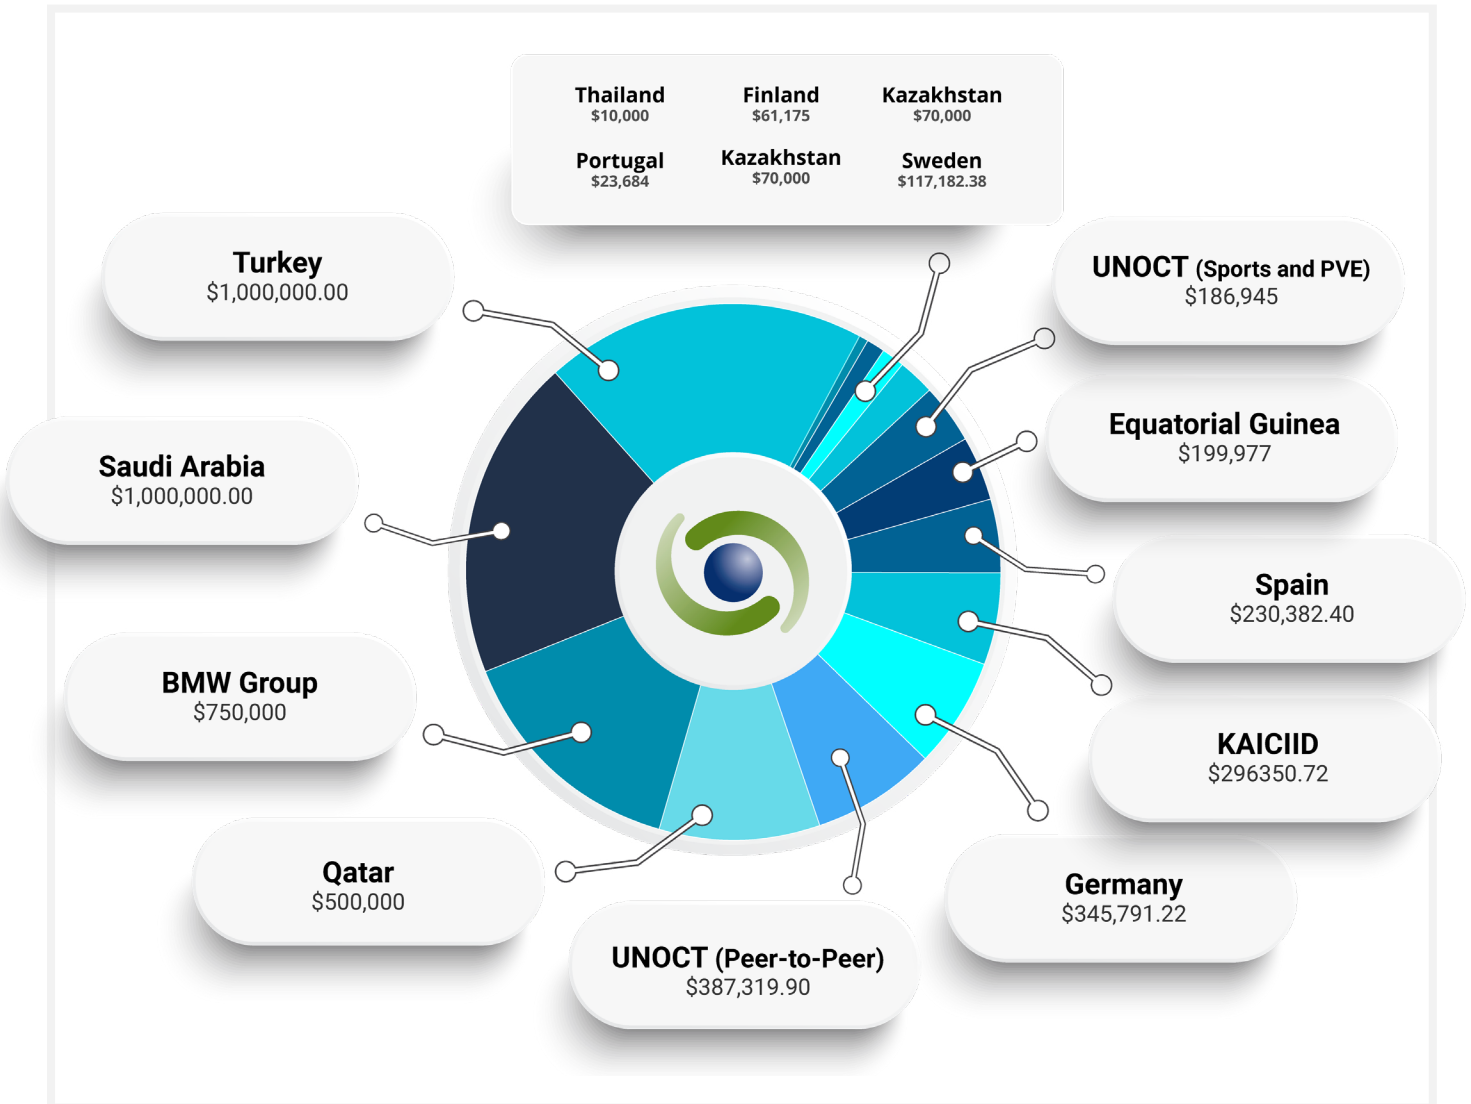 Thailand
$10,000
Finland
$61,175
Kazakhstan
$70,000
Portugal
$23,684
Kazakhstan
$70,000
Sweden
$117,182.38
Turkey
$1,000,000.00
UNOCT (Sports and PVE)
$186,945
Saudi Arabia
$1,000,000.00
Equatorial Guinea
$199,977
Spain
$230,382.40
BMW Group
$750,000
KAICIID
$296350.72
Qatar
$500,000
Germany
$345,791.22
UNOCT (Peer-to-Peer)
$387,319.90